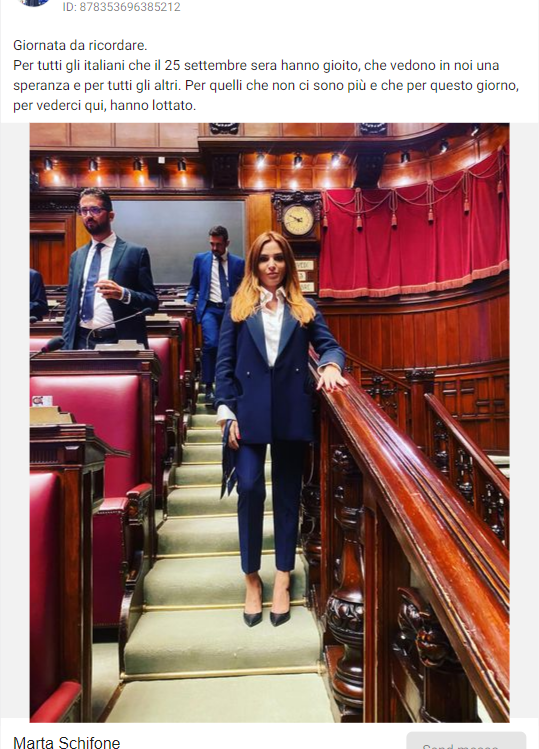 ID: 878353696385212
Giornata da ricordare.
Per tutti gli italiani che il 25 settembre sera hanno gioito, che vedono in noi una
speranza e per tutti gli altri. Per quelli che non ci sono più e che per questo giorno,
per vederci qui, hanno lottato.
Marta Schifone